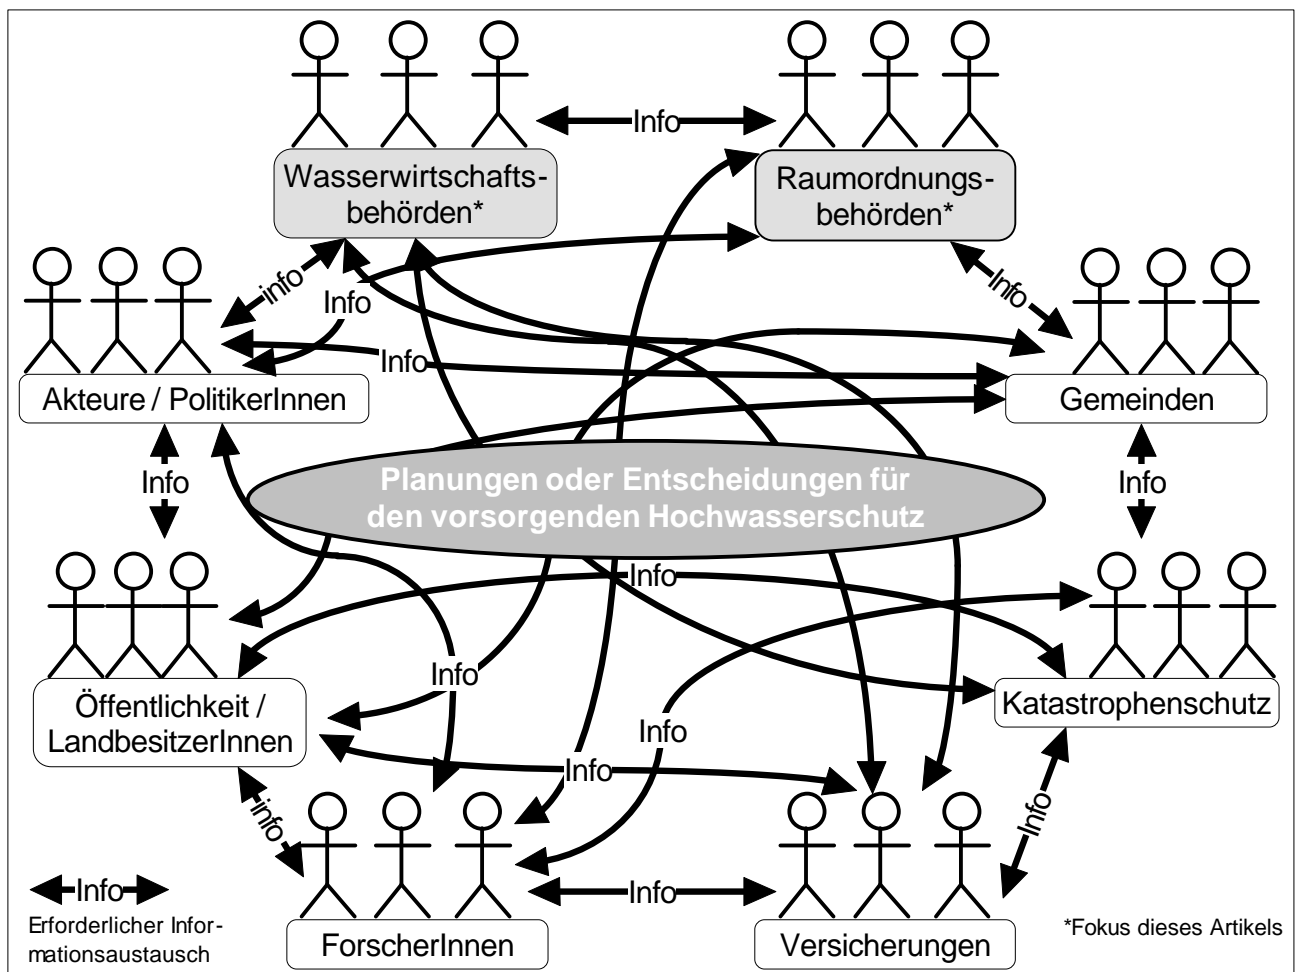 Info
Wasserwirtschafts-
behörden*
Raumordnungs-
behörden*
info
Info
Info
Info
Akteure / PolitikerInnen
Gemeinden
Info
Info
Planungen oder Entscheidungen für
den vorsorgenden Hochwasserschutz
Info
Info
Öffentlichkeit /
LandbesitzerInnen
Katastrophenschutz
Info
Info
info
Info
Info
Info
Erforderlicher Infor-
mationsaustausch
ForscherInnen
Versicherungen
*Fokus dieses Artikels